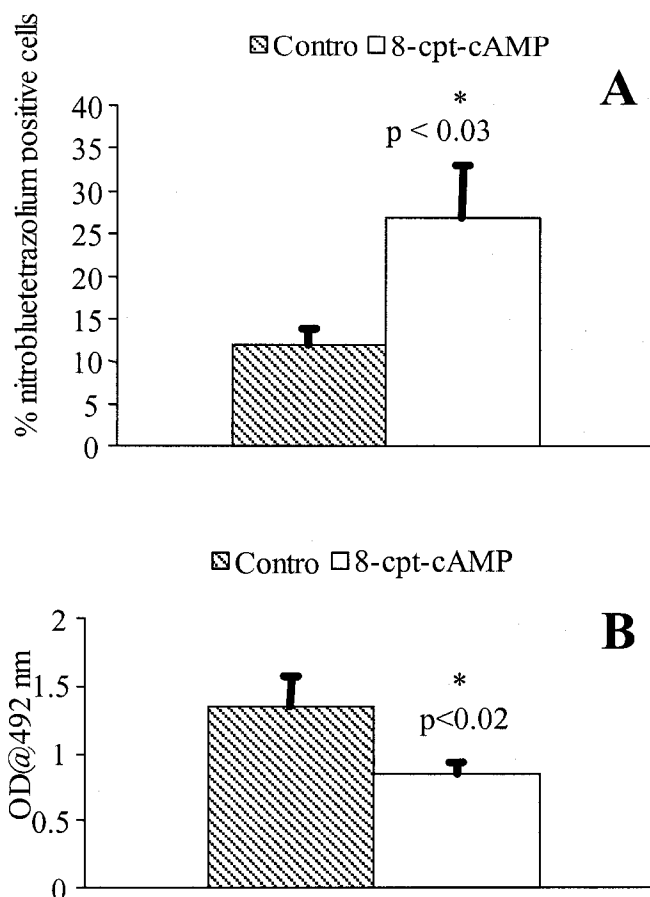 Contro 8-cpt-cAMP
A
% nitrobluetetrazolium positive cells
*
p < 0.03
40
35
30
25
20
15
10
5
0
Contro 8-cpt-cAMP
B
OD@492 nm
*
p<0.02
2
1.5
1
0.5
0